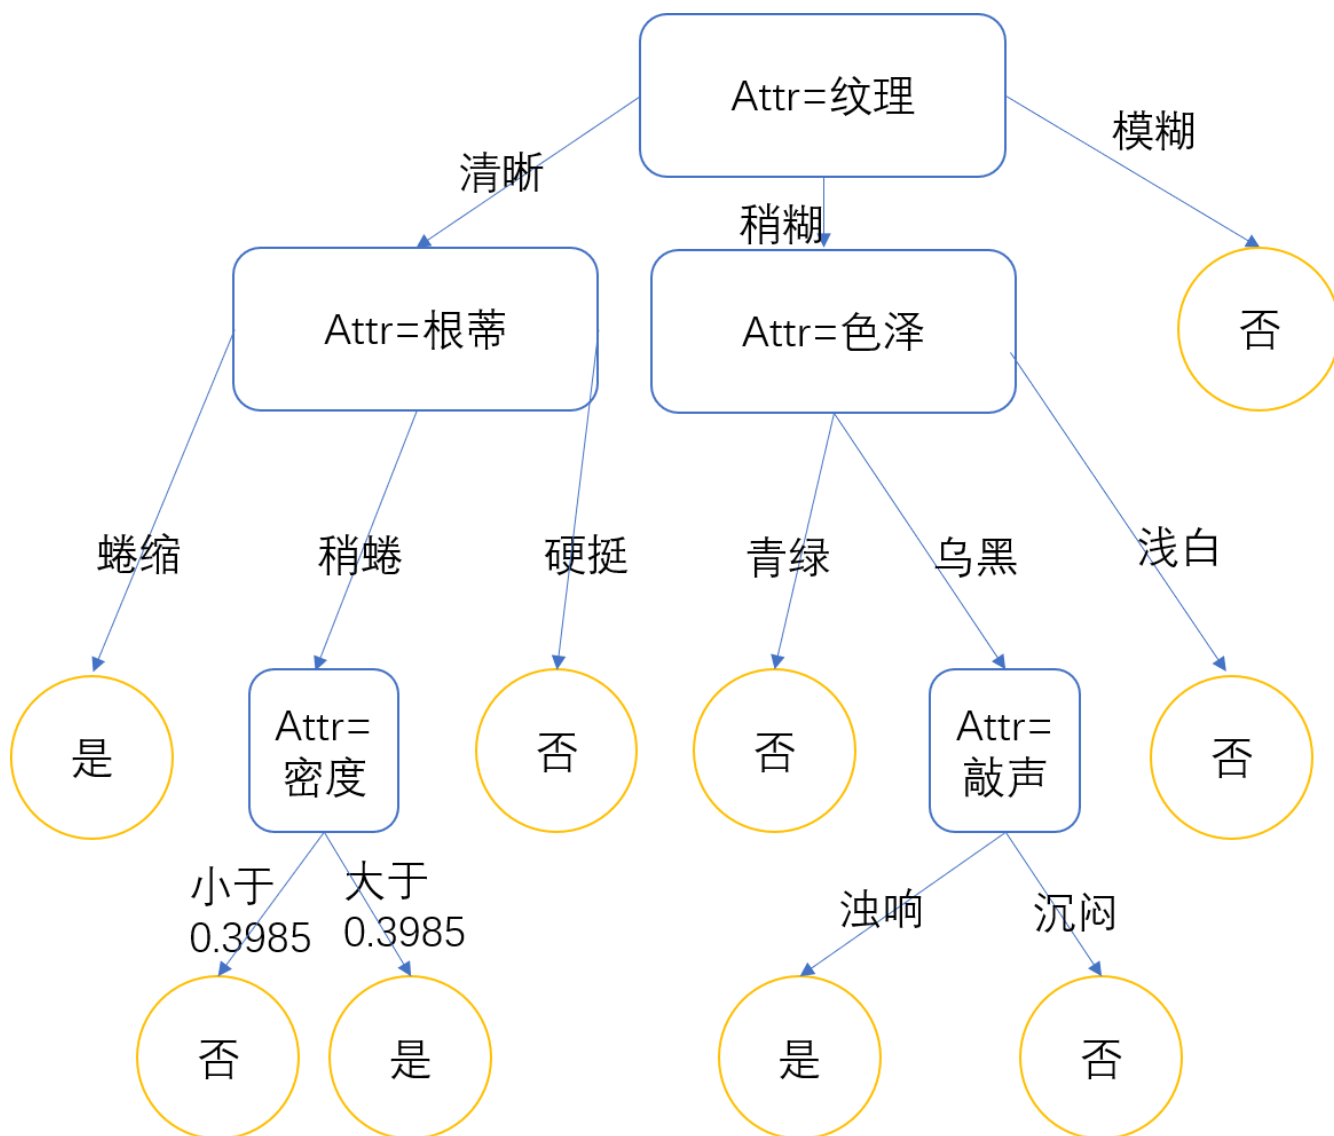 Attr=纹理
清晰
稍糊
模糊
Attr=根蒂
Attr=色泽
否
蜷缩
稍蜷
硬挺
青绿
乌黑
浅白
是
Attr=
密度
否
否
Attr=
敲声
否
小于
0.3985
大于
0.3985
浊响
沉闷
否
是
是
否